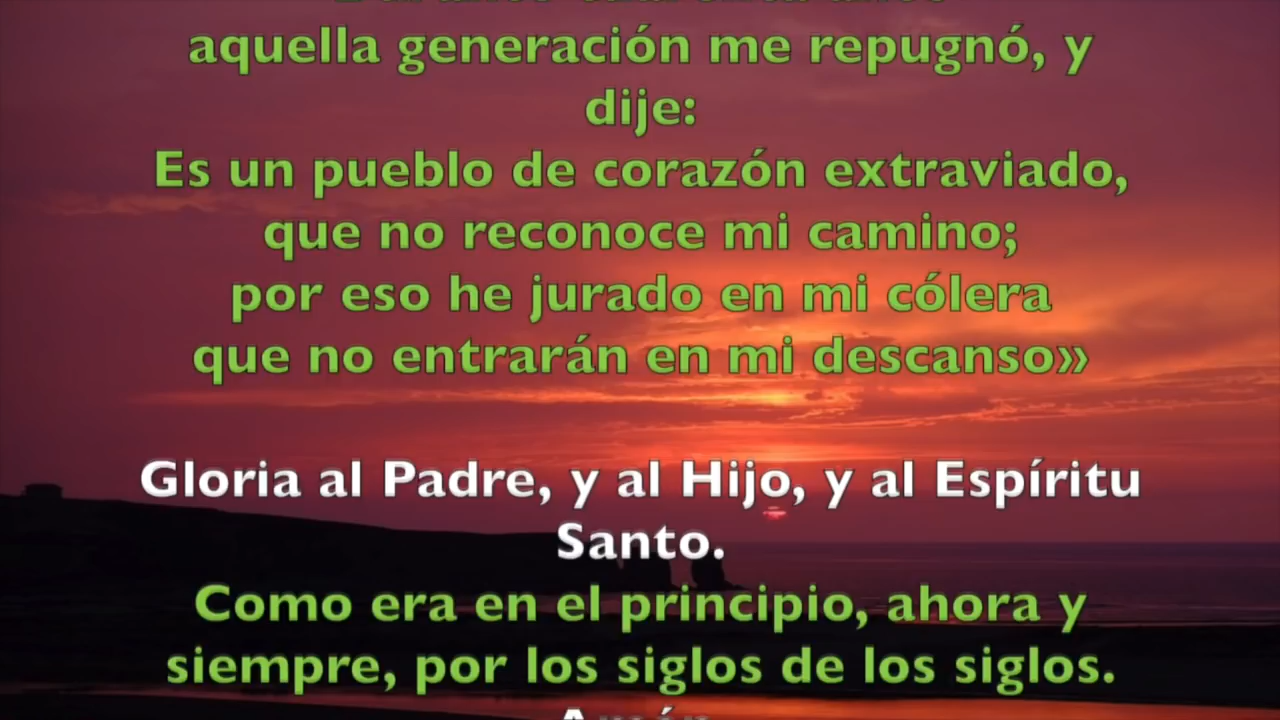 aquella generación me repugnó, y
dije:
Es un pueblo de corazón extraviado,
que no reconoce mi camino;
por eso he jurado en mi cólera
que no entrarán en mi descanso»
Gloria al Padre, y al Hijo, y al Espíritu
Santo.
Como era en el principio, ahora y
siempre, por los siglos de los siglos.